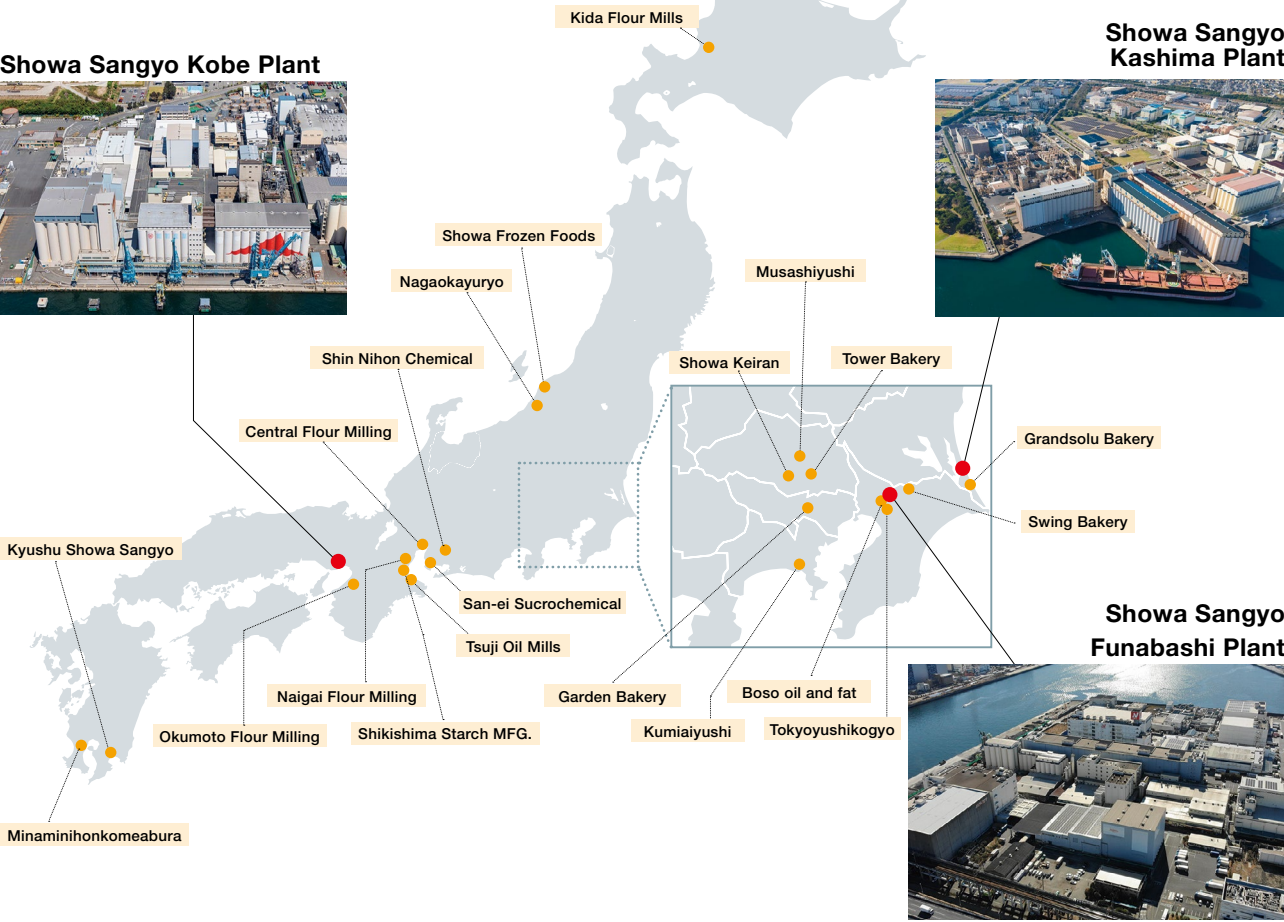 Kida Flour Mills
Showa Sangyo
Kashima Plant
Showa Sangyo Kobe Plant
Showa Frozen Foods
Nagaokayuryo
Musashiyushi
Shin Nihon Chemical
Showa Keiran
Tower Bakery
Central Flour Milling
Grandsolu Bakery
Swing Bakery
Kyushu Showa Sangyo
San-ei Sucrochemical
Tsuji Oil Mills
Showa Sangyo
Funabashi Plant
Naigai Flour Milling
Garden Bakery
Boso oil and fat
Okumoto Flour Milling
Shikishima Starch MFG.
Kumiaiyushi
Tokyoyushikogyo
Minaminihonkomeabura